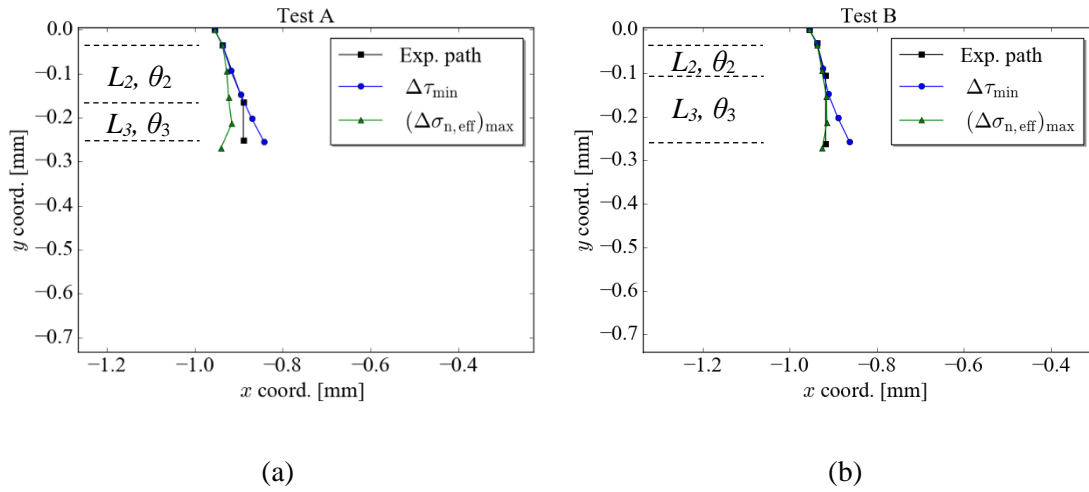 Test A
Exp. path
Δτmin
(Δσn, eff)max
L2, θ2
L3, θ3
0.0
−0.1
−0.2
−0.3
−0.4
−0.5
−0.6
−0.7
y coord. [mm]
−1.2
−1.0
−0.8
−0.6
−0.4
x coord. [mm]
(a)
Test B
Exp. path
Δτmin
(Δσn, eff)max
L2, θ2
L3, θ3
0.0
−0.1
−0.2
−0.3
−0.4
−0.5
−0.6
−0.7
y coord. [mm]
−1.2
−1.0
−0.8
−0.6
−0.4
x coord. [mm]
(b)